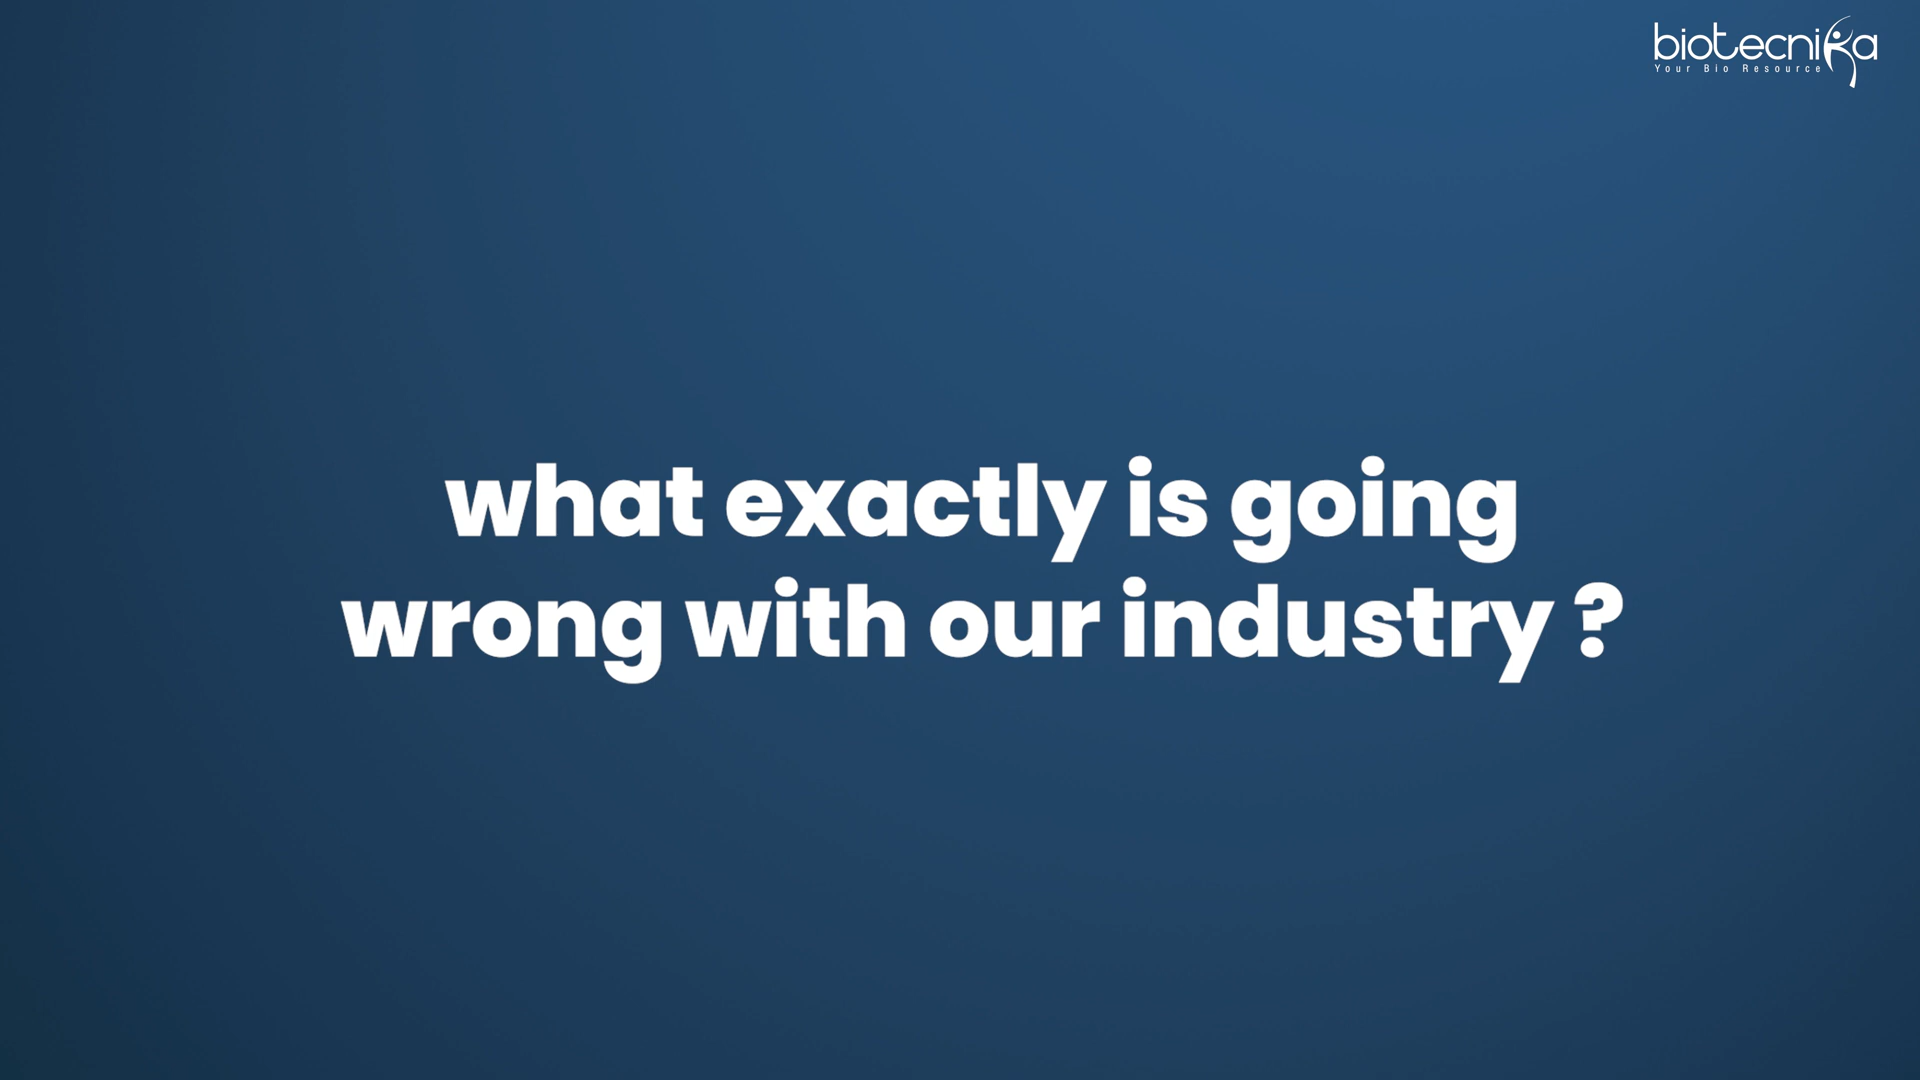 biotecnika
Your Bio Resource
what exactly is going
wrong with our industry ?